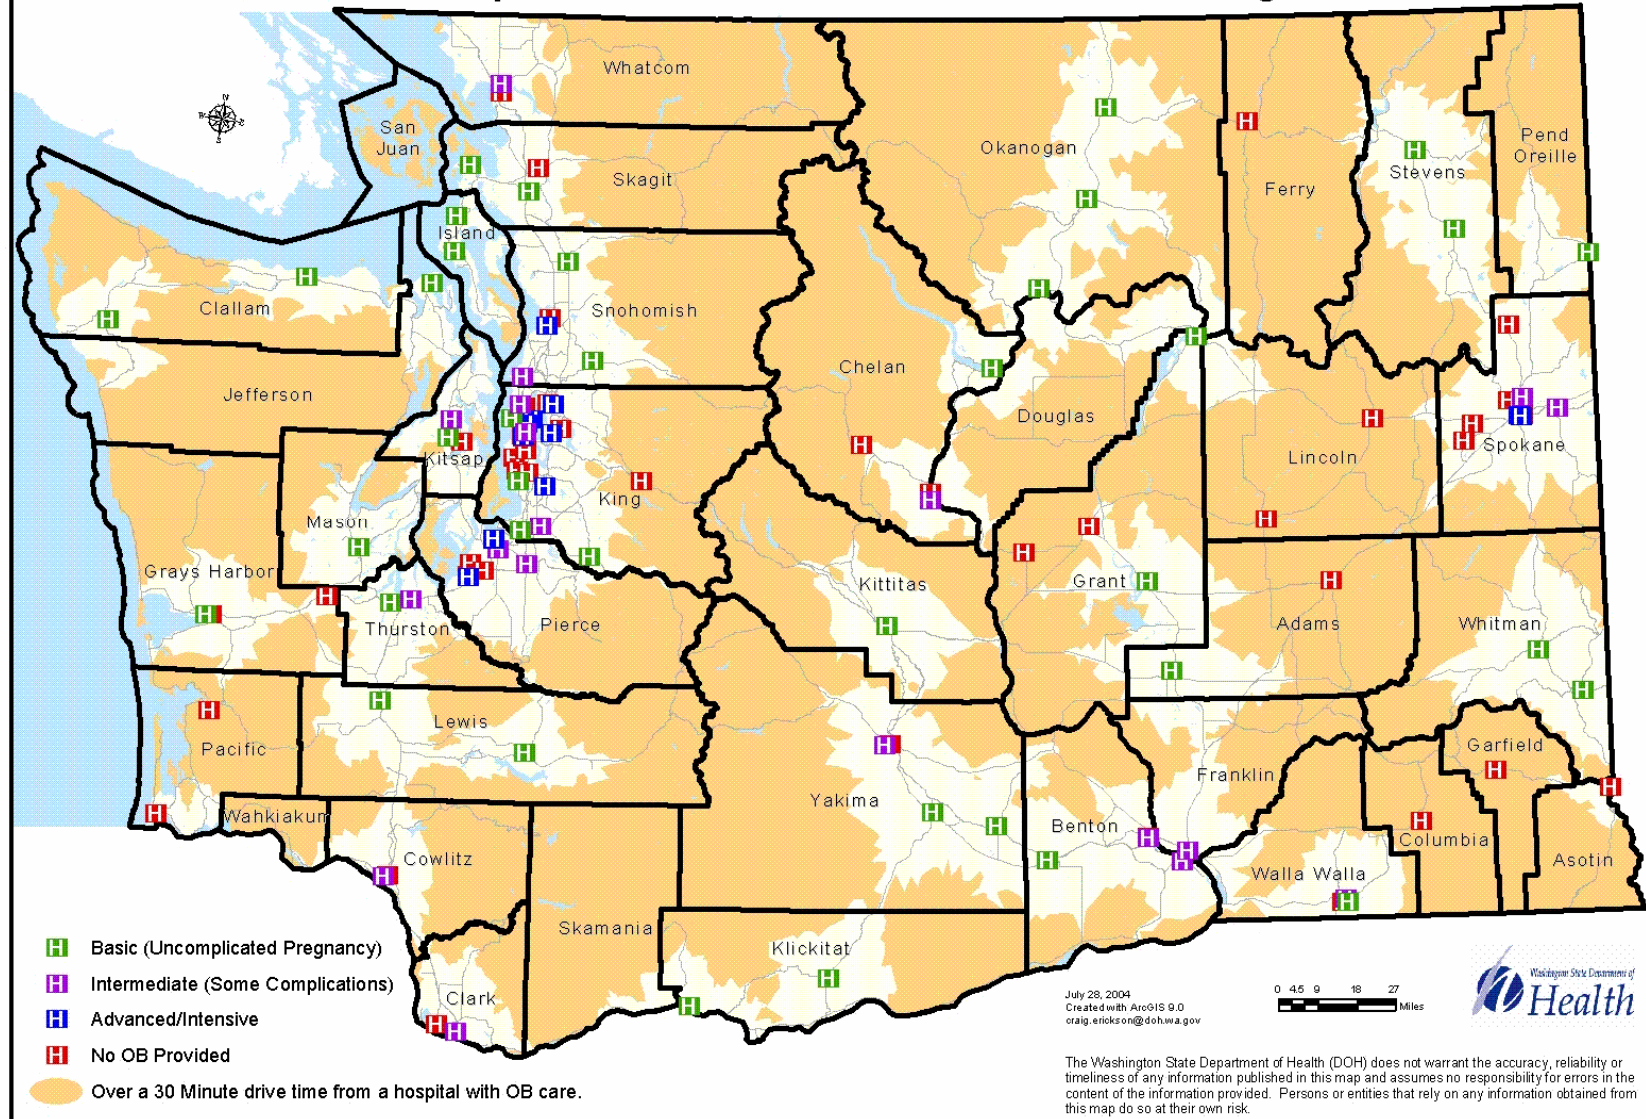 Whatcom
San
Juan
Skagit
Okanogan
Ferry
Stevens
Pend
Oreille
Island
Clallam
Snohomish
Jefferson
Chelan
Douglas
Kitsap
King
Lincoln
Spokane
Mason
Grays Harbor
Kittitas
Grant
Thurston
Pierce
Adams
Whitman
Lewis
Pacific
Yakima
Franklin
Garfield
Wahkiakum
Benton
Columbia
Cowlitz
Walla Walla
Asotin
Skamania
Klickitat
Clark
H Basic (Uncomplicated Pregnancy)
H Intermediate (Some Complications)
H Advanced/Intensive
H No OB Provided
Over a 30 Minute drive time from a hospital with OB care.
July 28, 2004
Created with ArcGIS 9.0
craig.erickson@doh.wa.gov
0 4.5 9 18 27
Miles
Washington State Department of
Health
The Washington State Department of Health (DOH) does not warrant the accuracy, reliability or
timeliness of any information published in this map and assumes no responsibility for errors in the
content of the information provided. Persons or entities that rely on any information obtained from
this map do so at their own risk.